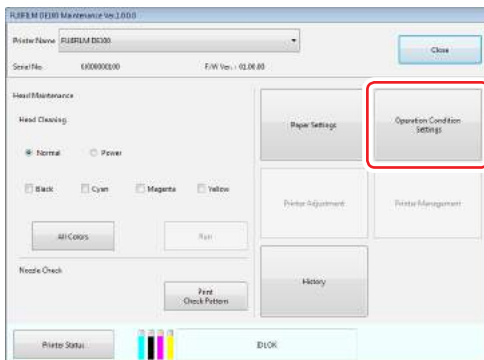 FUJIFILM DE100 Maintenance Ver.1.0.0.0
Printer Name FUJIFILM DE100
Close
Serial No. F/W Ver. : 01.00.00
Head Maintenance
Head Cleaning
Paper Settings
Operation Condition
Settings
Normal Power
Black Cyan Magenta Yellow
Printer Adjustment
Printer Management
All Colors
Run
Nozzle Check
History
Print
Check Pattern
Printer Status